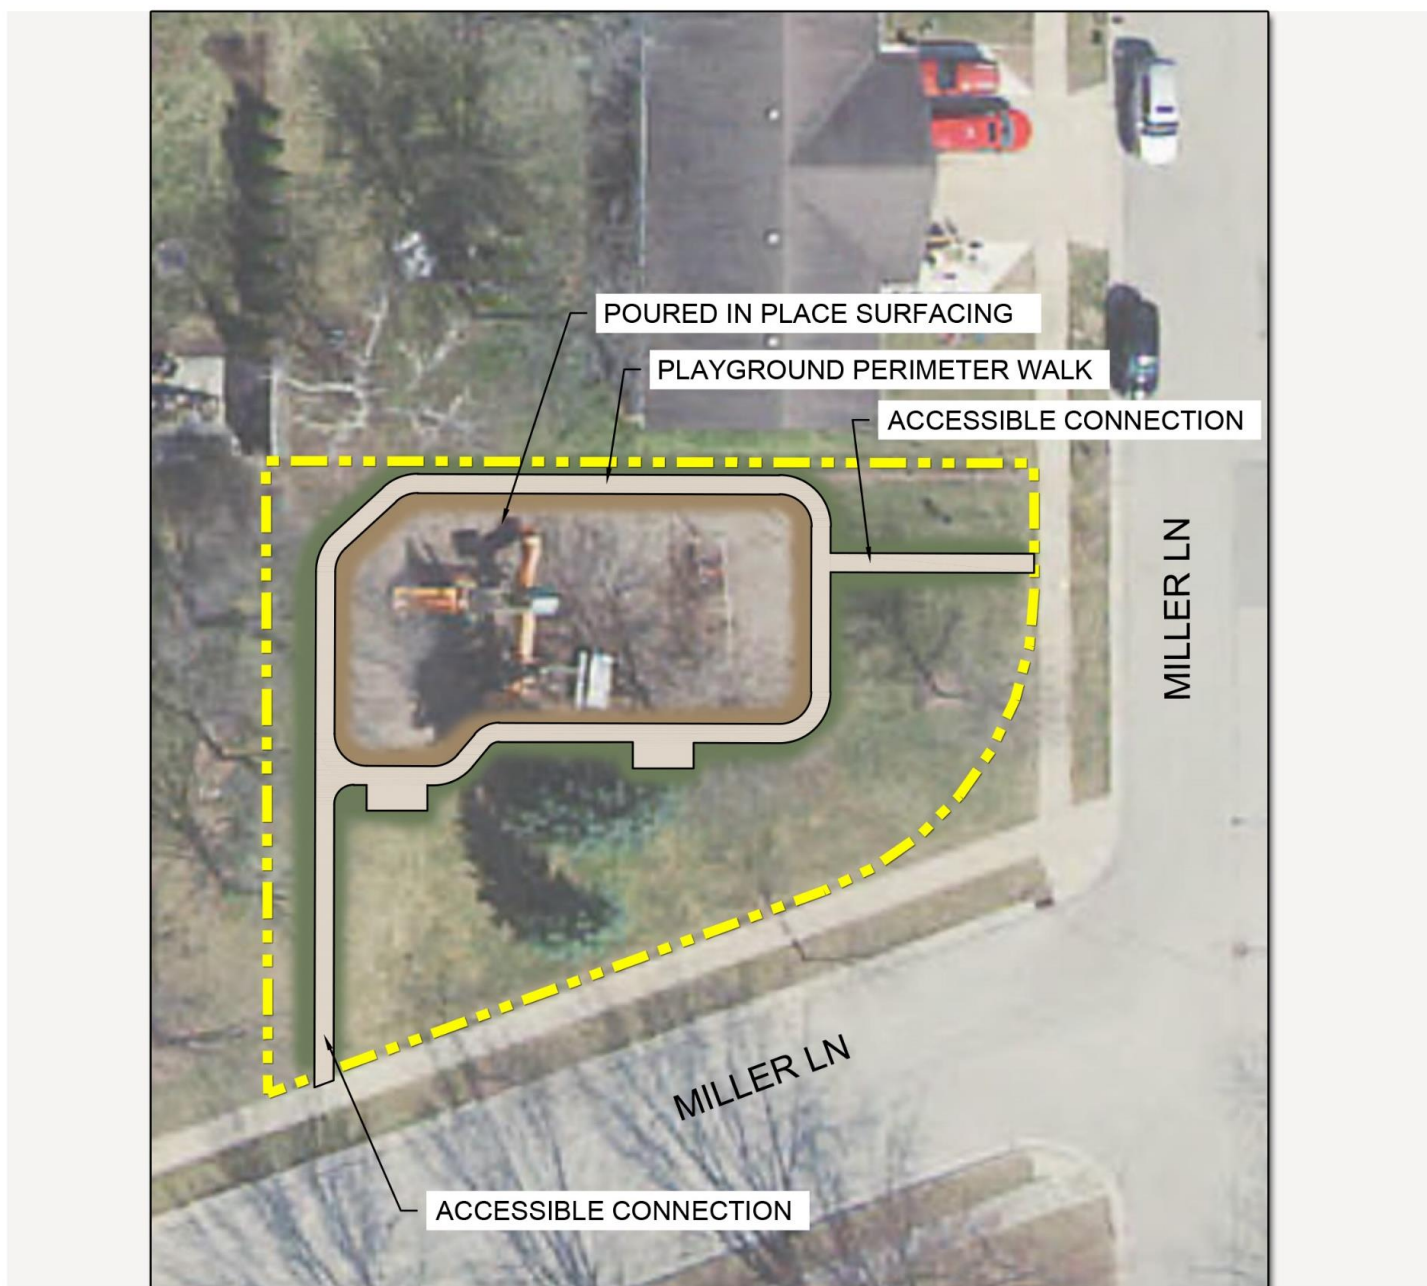 POURED IN PLACE SURFACING
PLAYGROUND PERIMETER WALK
ACCESSIBLE CONNECTION
MILLER LN
MILLER LN
ACCESSIBLE CONNECTION